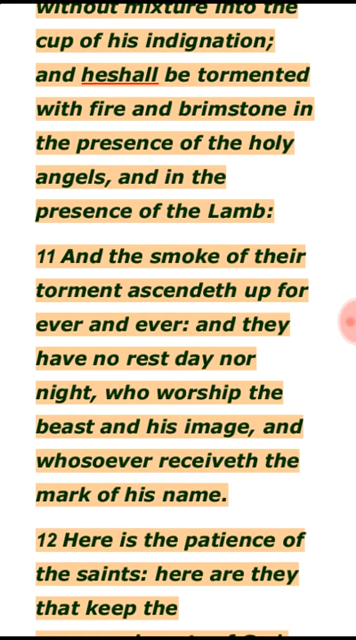 without mixture into the
cup of his indignation;
and heshall be tormented
with fire and brimstone in
the presence of the holy
angels, and in the
presence of the Lamb:
11 And the smoke of their
torment ascendeth up for
ever and ever: and they
have no rest day nor
night, who worship the
beast and his image, and
whosoever receiveth the
mark of his name.
12 Here is the patience of
the saints: here are they
that keep the